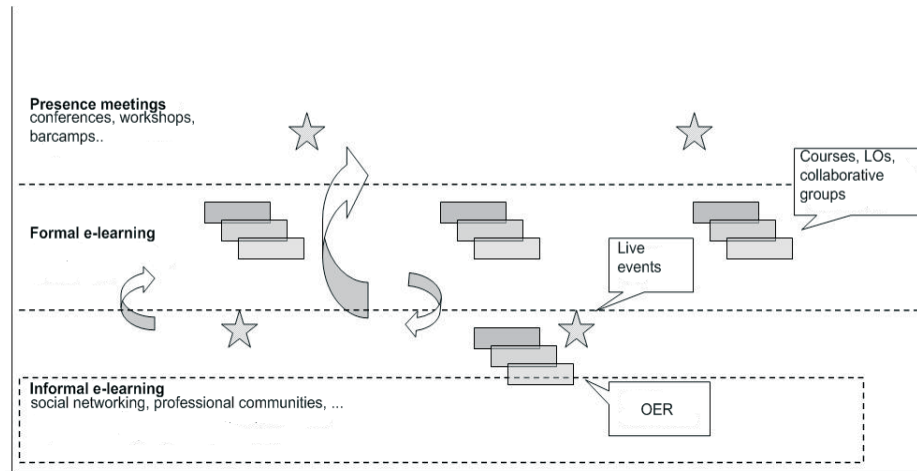 Presence meetings
conferences, workshops,
barcamps..
Courses, LOs,
collaborative
groups
Formal e-learning
Live
events
Informal e-learning
social networking, professional communities, ...
OER